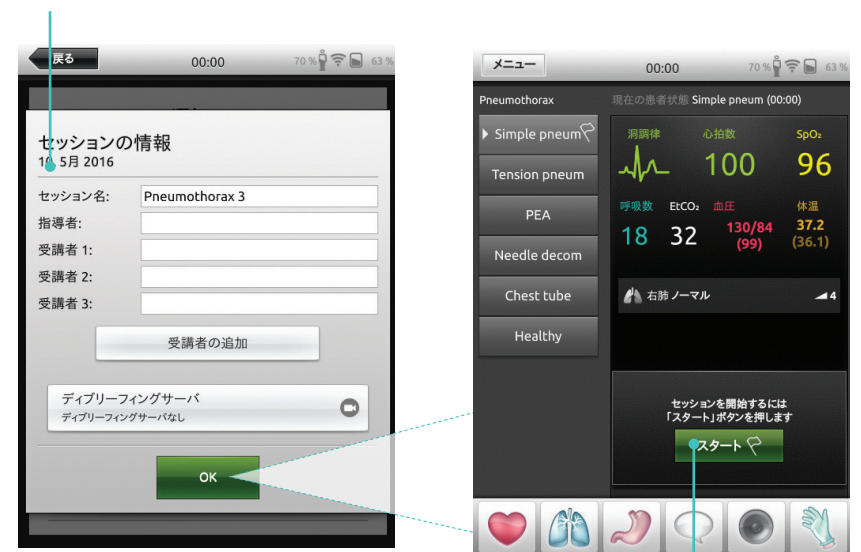 戻る
00:00
70 %
63 %
セッションの情報
5月 2016
セッション名:
Pneumothorax 3
指導者:
受講者 1:
受講者 2:
受講者 3:
受講者の追加
ディブリーフィングサーバ
ディブリーフィングサーバなし
OK
メニュー
00:00
70 %
63 %
Pneumothorax
現在の患者状態 Simple pneum (00:00)
Simple pneum
Tension pneum
PEA
Needle decom
Chest tube
Healthy
洞調律
心拍数
SpO₂
100
96
呼吸数
EtCO₂
血圧
体温
18
32
130/84
(99)
37.2
(36.1)
右肺 ノーマル
4
セッションを開始するには
「スタート」ボタンを押します
スタート